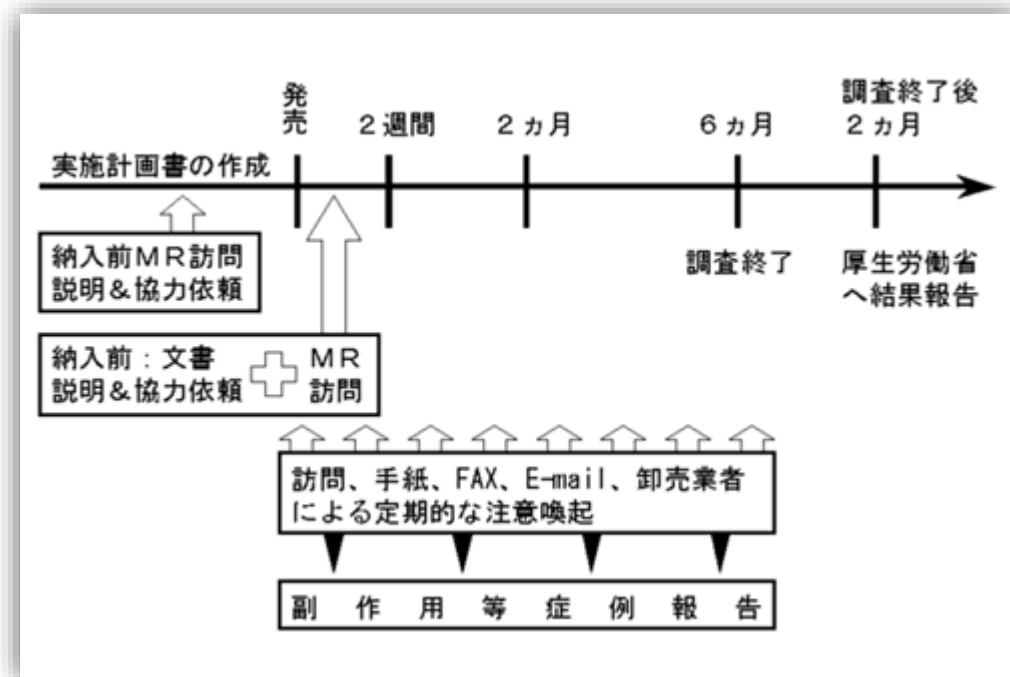 発売
2週間
2ヵ月
6ヵ月
調査終了後
2ヵ月
実施計画書の作成
納入前MR訪問
説明&協力依頼
調査終了
厚生労働省
へ結果報告
納入前:文書
説明&協力依頼
MR
訪問
訪問、手紙、FAX、E-mail、卸売業者
による定期的な注意喚起
副作用等症例報告